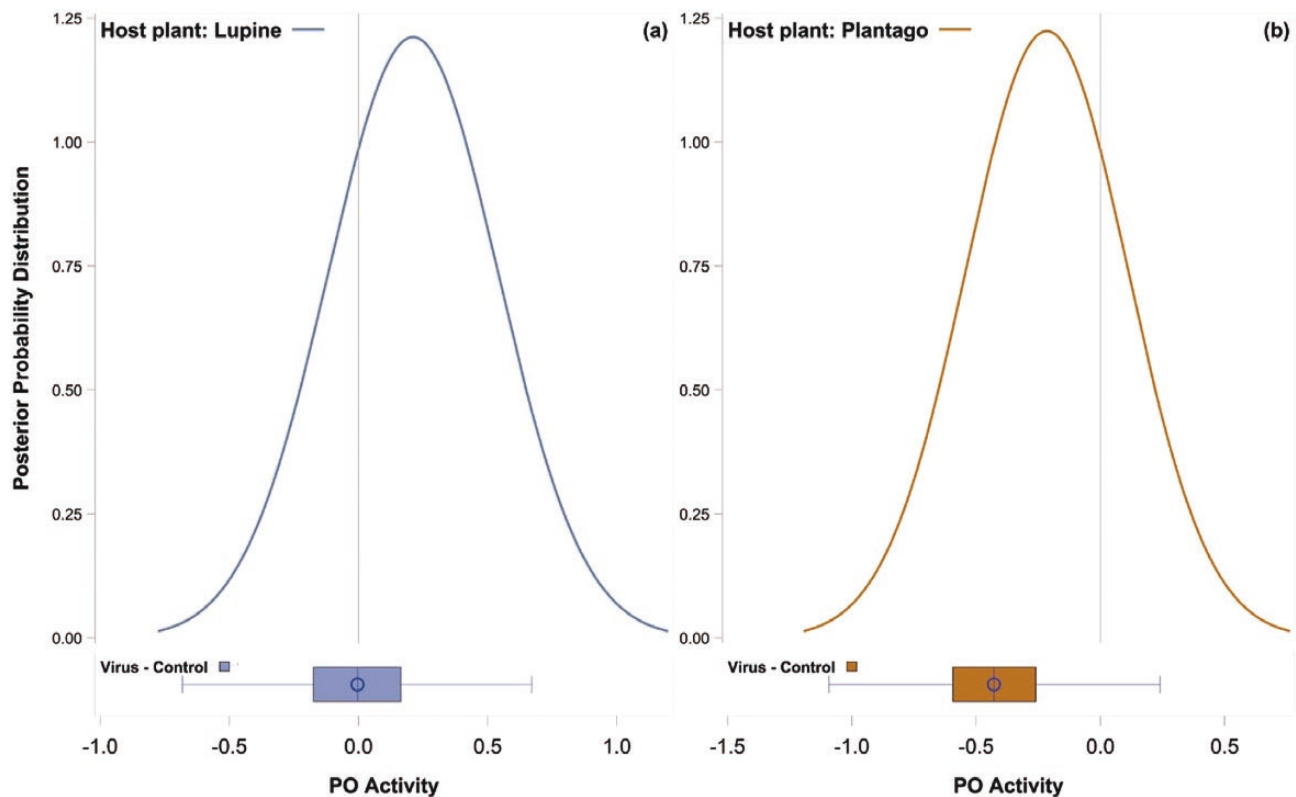 Host plant: Lupine
(a)
1.25
1.00
0.75
0.50
0.25
0.00
Posterior Probability Distribution
Virus - Control
-1.0
-0.5
0.0
0.5
1.0
PO Activity
Host plant: Plantago
(b)
1.25
1.00
0.75
0.50
0.25
0.00
Virus - Control
-1.5
-1.0
-0.5
0.0
0.5
PO Activity